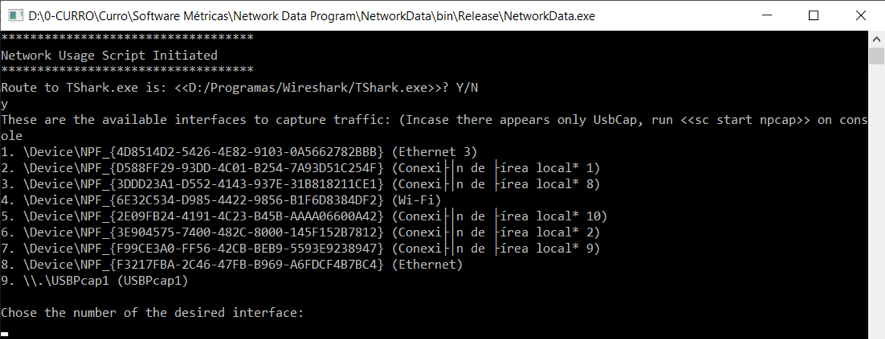 D:\0-CURRO\Curro\Software Métricas\Network Data Program\NetworkData\bin\Release\NetworkData.exe
***********************************
Network Usage Script Initiated
***********************************
Route to TShark.exe is: <<D:/Programas/Wireshark/TShark.exe>>? Y/N
y
These are the available interfaces to capture traffic: (Incase there appears only UsbCap, run <<sc start npcap>> on cons
ole
1. \Device\NPF_{4D8514D2-5426-4E82-9103-0A5662782BBB} (Ethernet 3)
2. \Device\NPF_{D588FF29-93DD-4C01-B254-7A93D51C254F} (Conexi├│n de ├írea local* 1)
3. \Device\NPF_{3DDD23A1-D552-4143-937E-31B818211CE1} (Conexi├│n de ├írea local* 8)
4. \Device\NPF_{6E32C534-D985-4422-9856-B1F6D8384DF2} (Wi-Fi)
5. \Device\NPF_{2E09FB24-4191-4C23-B45B-AAAA06600A42} (Conexi├│n de ├írea local* 10)
6. \Device\NPF_{3E904575-7400-482C-8000-145F152B7812} (Conexi├│n de ├írea local* 2)
7. \Device\NPF_{F99CE3A0-FF56-42CB-BEB9-5593E9238947} (Conexi├│n de ├írea local* 9)
8. \Device\NPF_{F3217FBA-2C46-47FB-B969-A6FDCF4B7BC4} (Ethernet)
9. \\.\USBPcap1 (USBPcap1)
Chose the number of the desired interface: